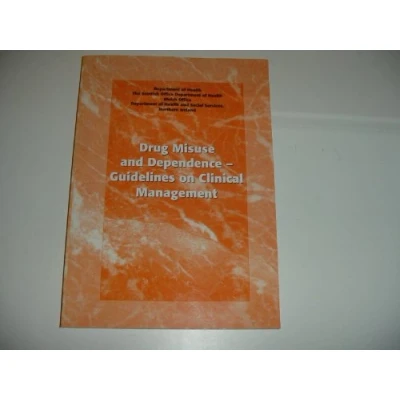 Department of Health
The Scottish Office Department of Health
Welsh Office
Department of Health and Social Services,
Northern Ireland
Drug Misuse
and Dependence –
Guidelines on Clinical
Management